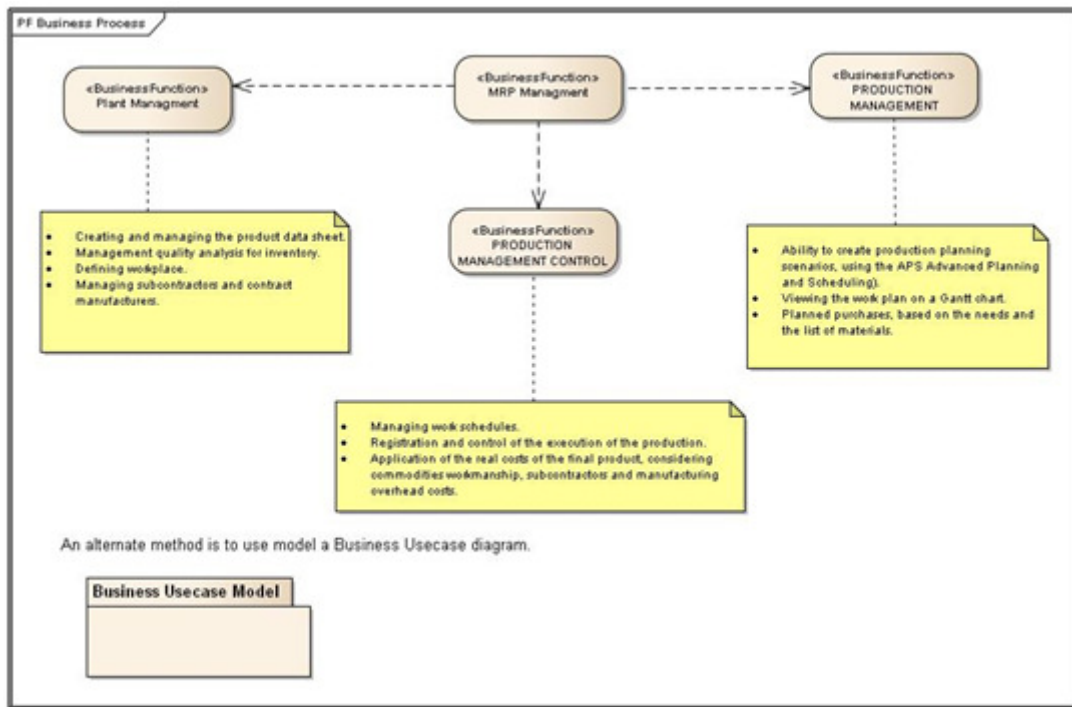 PF Business Process
«BusinessFunction»
Plant Managment
«BusinessFunction»
MRP Managment
«BusinessFunction»
PRODUCTION
MANAGEMENT
• Creating and managing the product data sheet.
• Management quality analysis for inventory.
• Defining workplace.
• Managing subcontractors and contract
manufacturers.
«BusinessFunction»
PRODUCTION
MANAGEMENT CONTROL
• Ability to create production planning
scenarios, using the APS Advanced Planning
and Scheduling).
• Viewing the work plan on a Gantt chart.
• Planned purchases, based on the needs and
the list of materials.
• Managing work schedules.
• Registration and control of the execution of the production.
• Application of the real costs of the final product, considering
commodities workmanship, subcontractors and manufacturing
overhead costs.
An alternate method is to use model a Business Usecase diagram.
Business Usecase Model